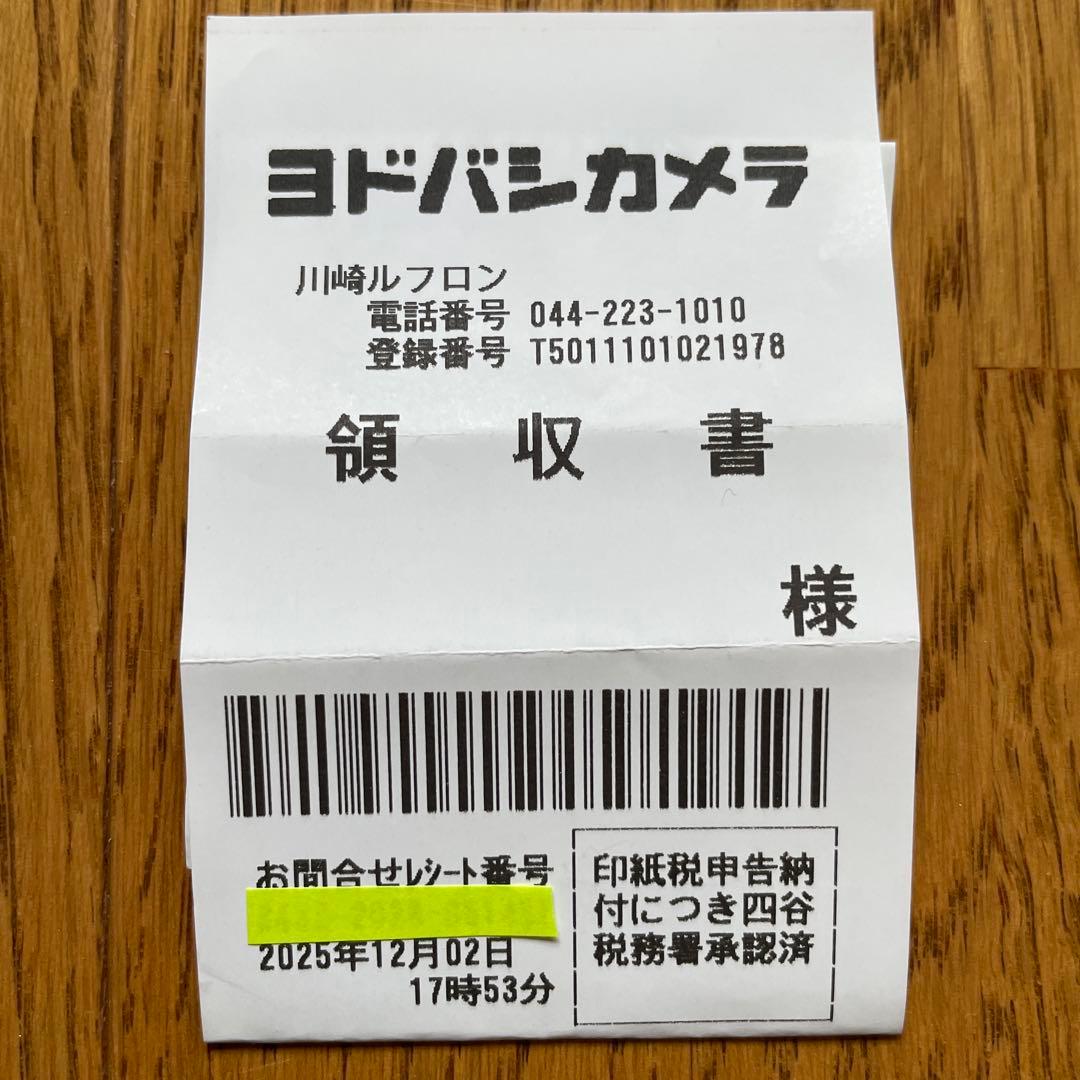 ヨドバシカメラ
川崎ルフロン
電話番号 044-223-1010
登録番号 T5011101021978
領収書
様
お問合せﾚｼｰﾄ番号
2025年12月02日
17時53分
印紙税申告納
付につき四谷
税務署承認済